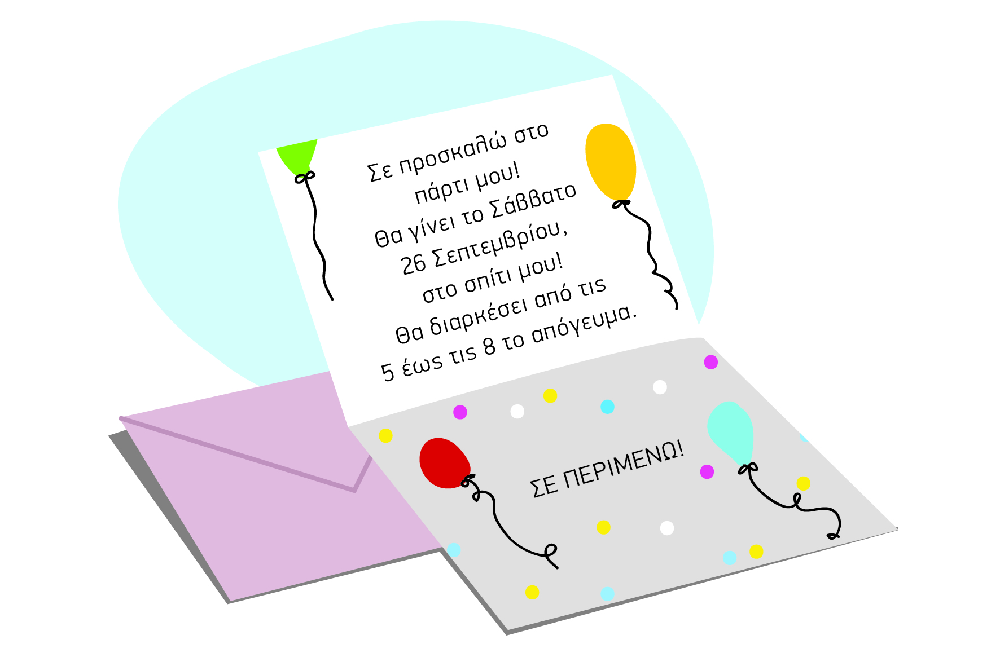 Σε προσκαλώ στο
πάρτι μου!
Θα γίνει το Σάββατο
26 Σεπτεμβρίου,
στο σπίτι μου!
Θα διαρκέσει από τις
5 έως τις 8 το απόγευμα.
ΣΕ ΠΕΡΙΜΕΝΩ!